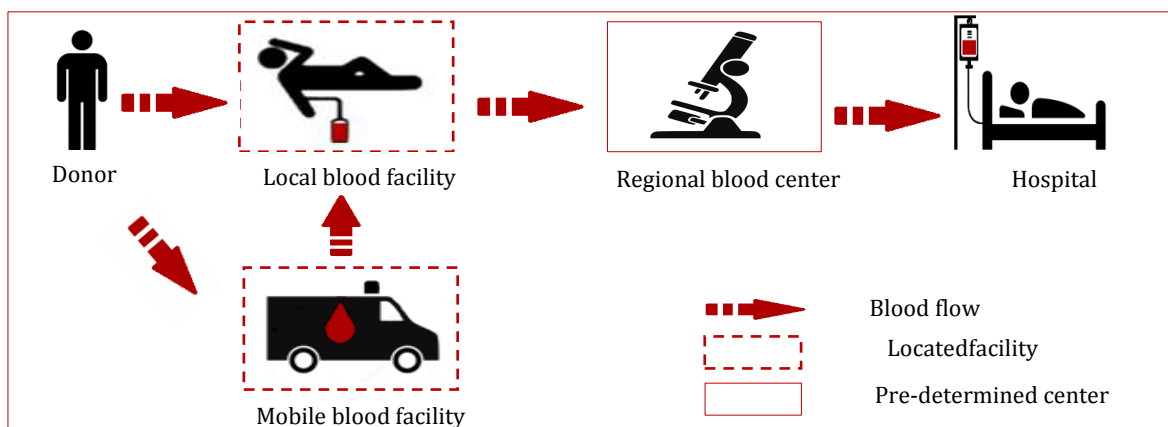 Donor
Local blood facility
Regional blood center
Hospital
Mobile blood facility
Blood flow
Locatedfacility
Pre-determined center